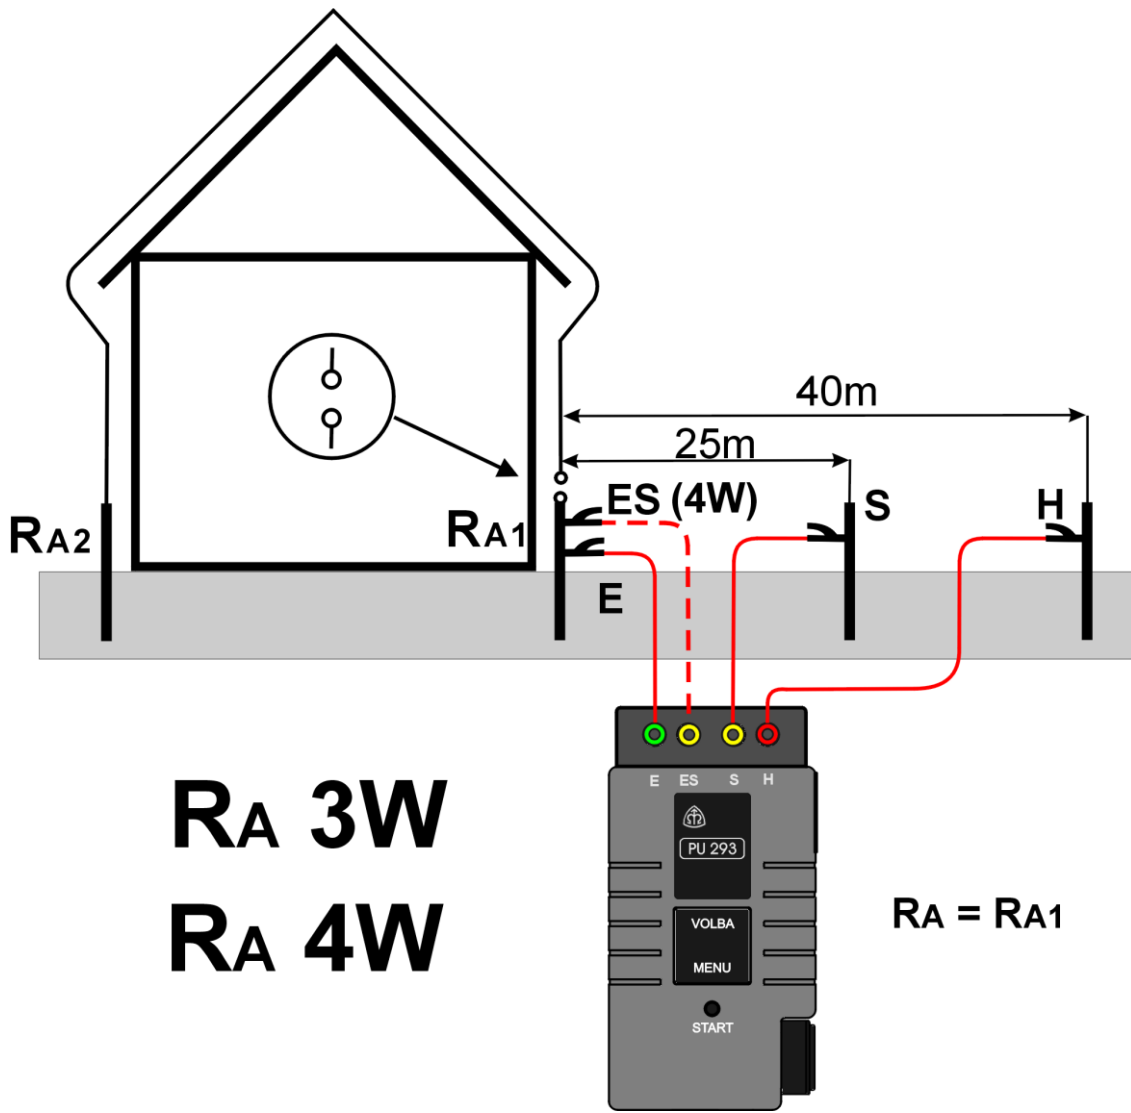 40m
25m
ES (4W)
S
H
RA2
RA1
E
E ES S H
PU 293
VOLBA
MENU
START
RA 3W
RA 4W
RA = RA1